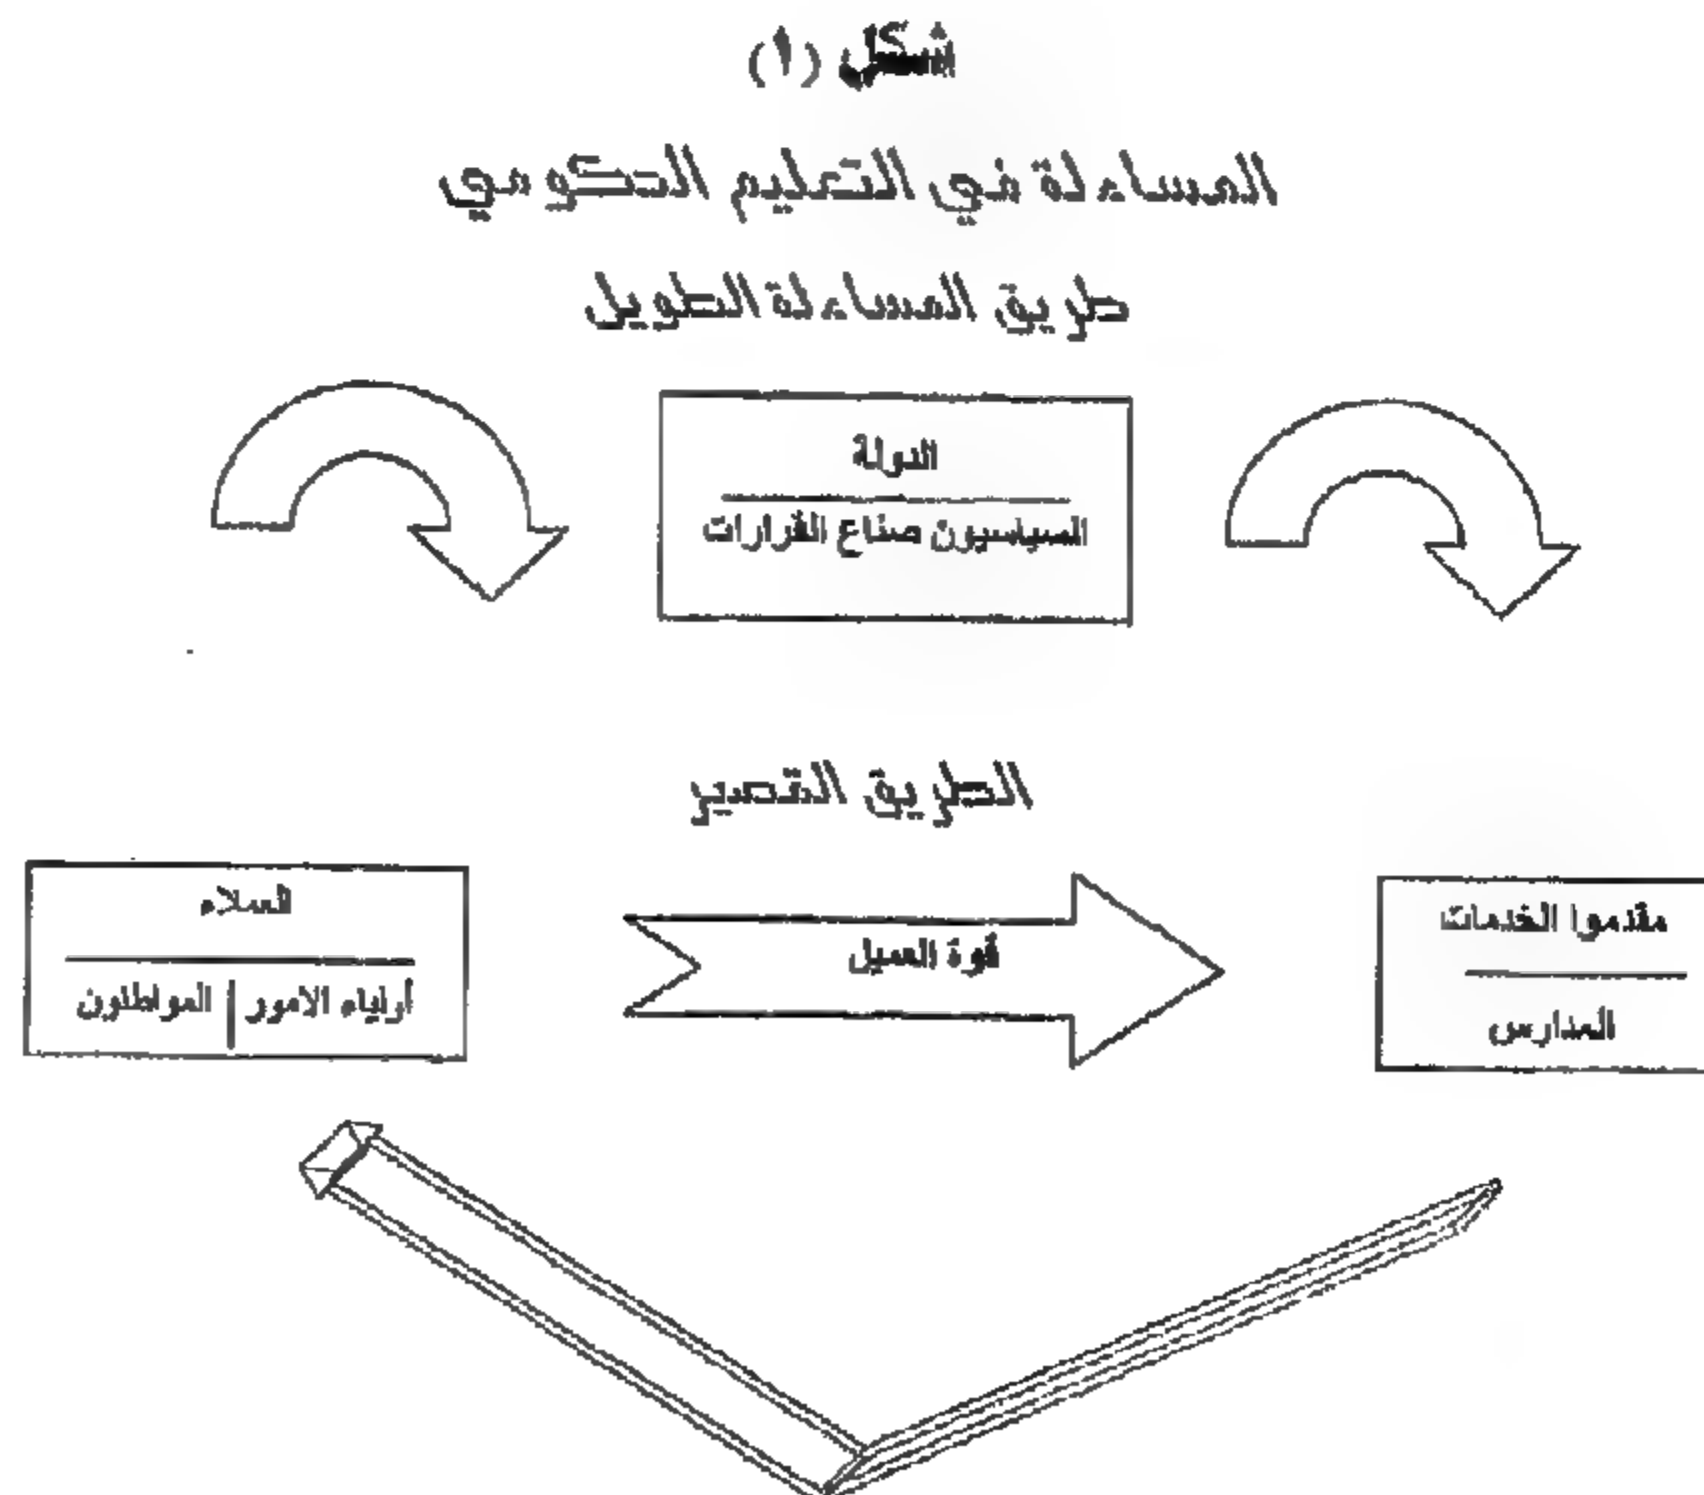 شكل (١)
المساءلة في التعليم الحكومي
طريق المساءلة الطويل
الدولة
السياسيون صناع القرارات
الطريق القصير
العملاء
أولياء الامور | المواطنون
قوة العميل
مقدموا الخدمات
المدارس